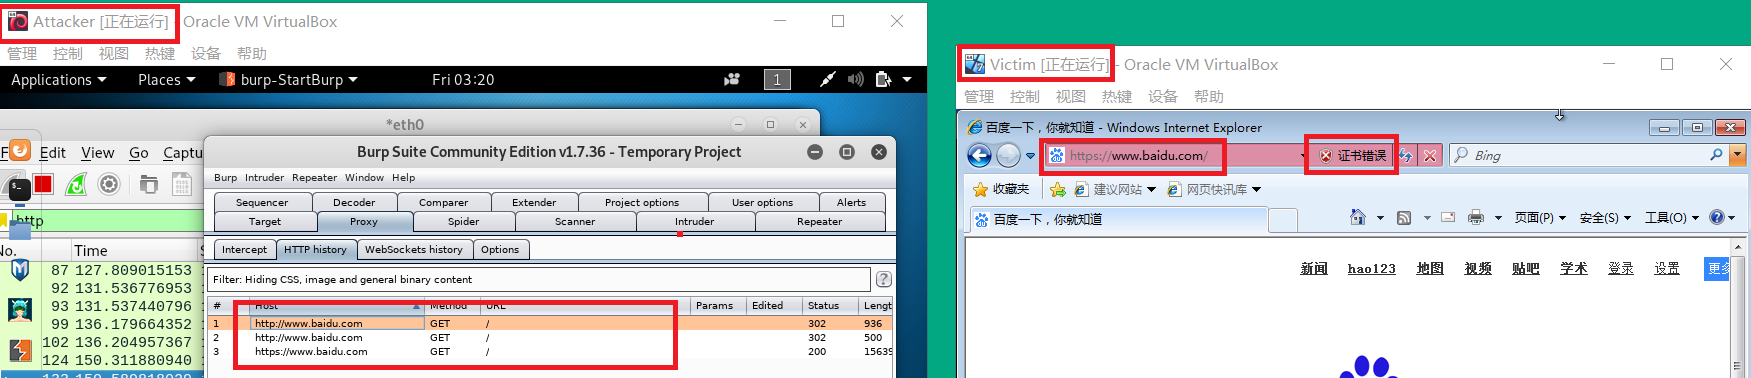 Attacker [正在运行] - Oracle VM VirtualBox
管理 控制 视图 热键 设备 帮助
Applications Places burp-StartBurp Fri 03:20 1
*eth0
Edit View Go Captu
Burp Suite Community Edition v1.7.36 - Temporary Project
Burp Intruder Repeater Window Help
Sequencer Decoder Comparer Extender Project options User options Alerts
Target Proxy Spider Scanner Intruder Repeater
Intercept HTTP history WebSockets history Options
Filter: Hiding CSS, image and general binary content ?
http
No. Time
87 127.809015153
92 131.536776953
93 131.537440796
99 136.179664352
102 136.204957367
124 150.311880940
# Host Method URL Params Edited Status Lengt
1 http://www.baidu.com GET / 302 936
2 http://www.baidu.com GET / 302 500
3 https://www.baidu.com GET / 200 15639
Victim [正在运行] - Oracle VM VirtualBox
管理 控制 视图 热键 设备 帮助
百度一下，你就知道 - Windows Internet Explorer
https://www.baidu.com/ 证书错误 Bing
收藏夹 建议网站 网页快讯库
百度一下，你就知道 页面(P) 安全(S) 工具(O)
新闻 hao123 地图 视频 贴吧 学术 登录 设置 更多